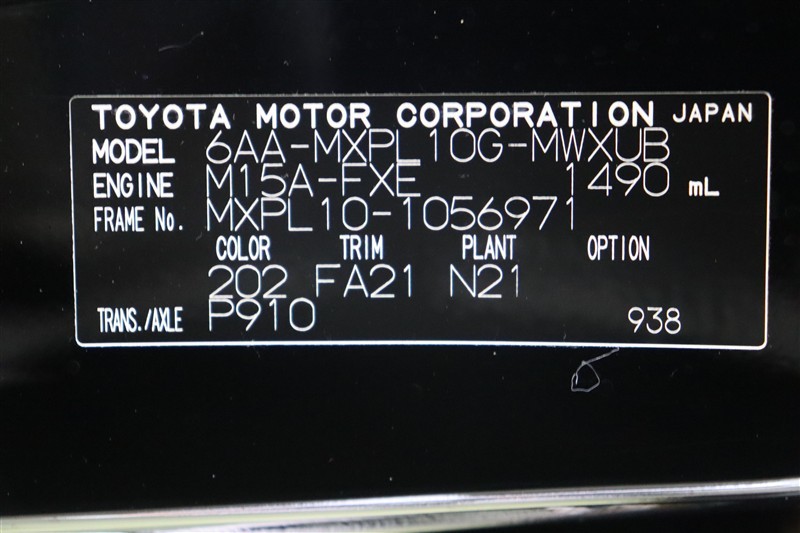 TOYOTA MOTOR CORPORATION JAPAN
MODEL 6AA-MXPL10G-MWXUB
ENGINE M15A-FXE 1490 mL
FRAME No. MXPL10-1056971
COLOR TRIM PLANT OPTION
202 FA21 N21
TRANS./AXLE P910 938